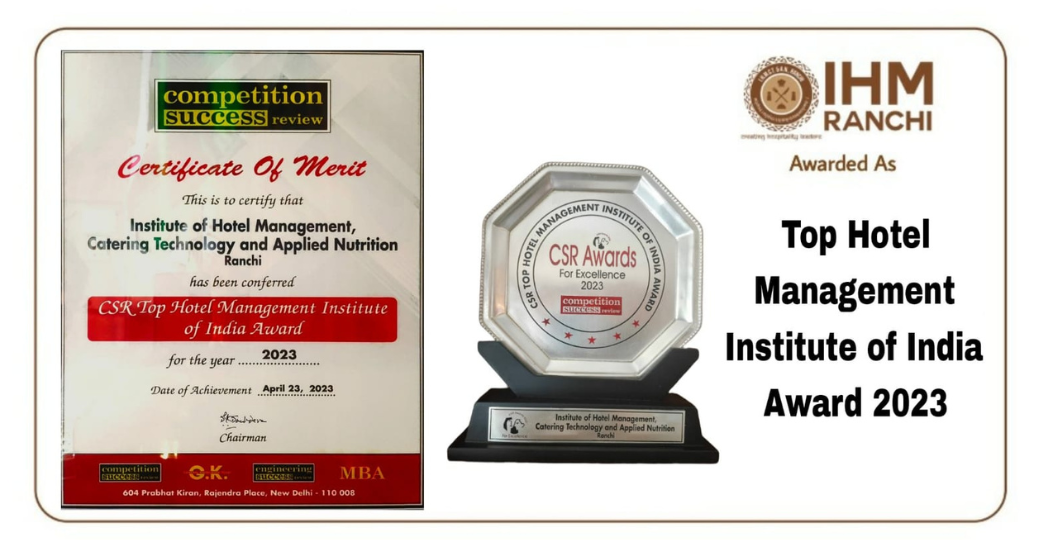 competition
success review
Certificate Of Merit
This is to certify that
Institute of Hotel Management,
Catering Technology and Applied Nutrition
Ranchi
has been conferred
CSR Top Hotel Management Institute
of India Award
for the year 2023
Date of Achievement April 23, 2023
Chairman
competition
success review
G.K.
engineering
success review
MBA
604 Prabhat Kiran, Rajendra Place, New Delhi - 110 008
CSR TOP HOTEL MANAGEMENT INSTITUTE OF INDIA AWARD
CSR Awards
For Excellence
2023
competition
success review
Institute of Hotel Management,
Catering Technology and Applied Nutrition
Ranchi
IHM
RANCHI
creating hospitality leaders
Awarded As
Top Hotel
Management
Institute of India
Award 2023